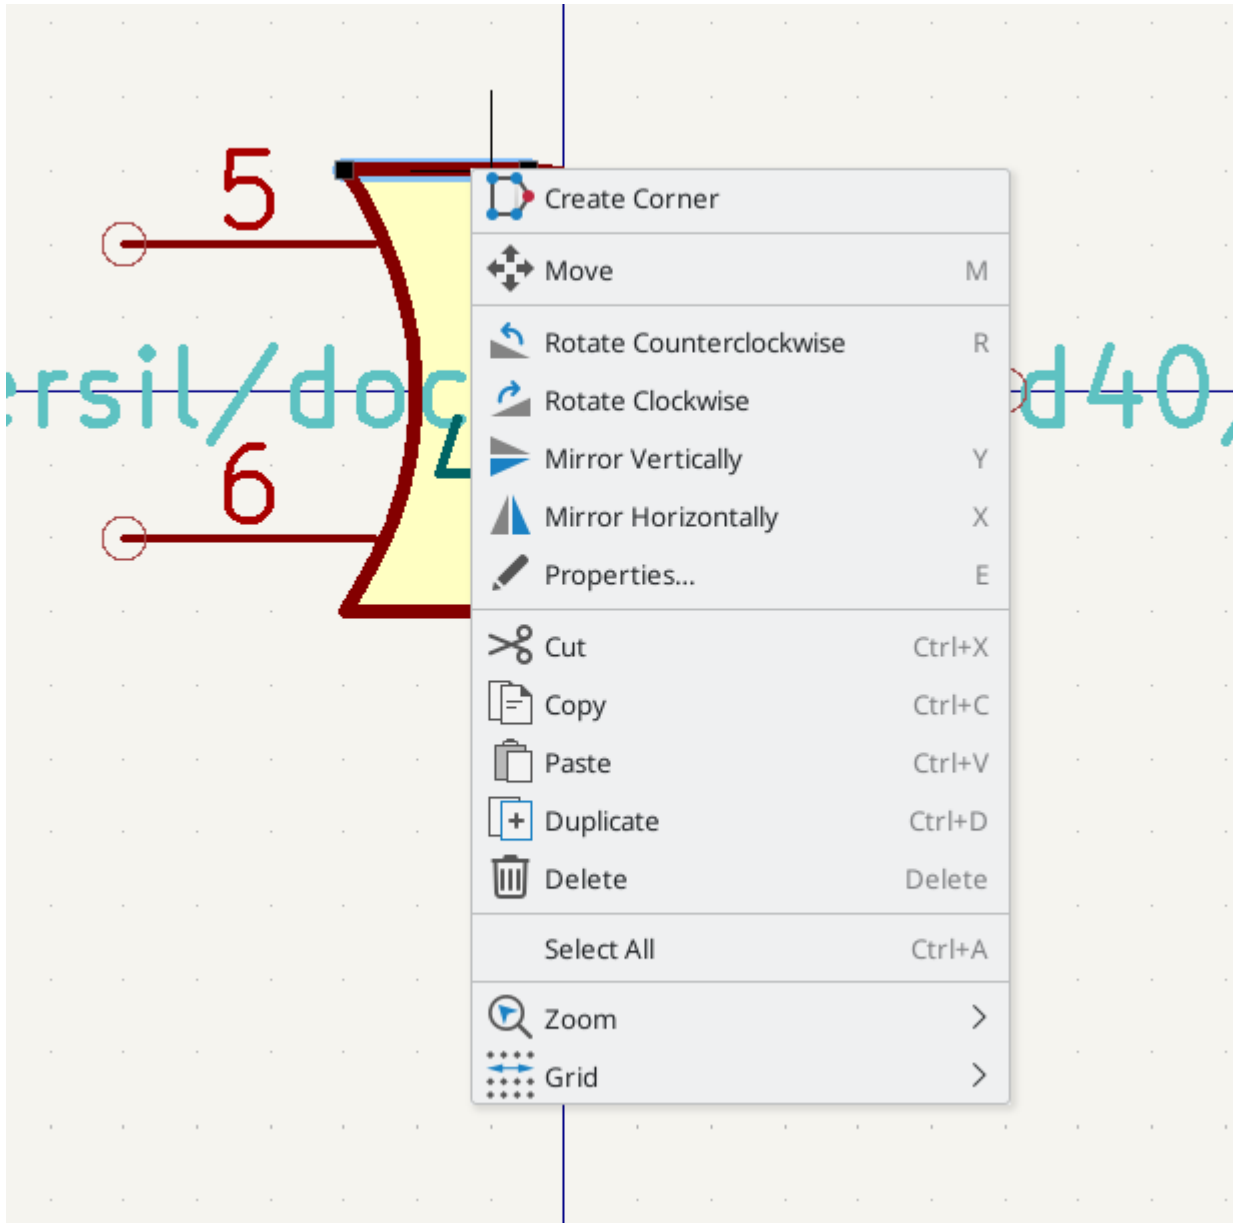 5
Create Corner
Move M
Rotate Counterclockwise R
ersil/doc d40/
Rotate Clockwise
6
Mirror Vertically Y
Mirror Horizontally X
Properties... E
Cut Ctrl+X
Copy Ctrl+C
Paste Ctrl+V
Duplicate Ctrl+D
Delete Delete
Select All Ctrl+A
Zoom
Grid